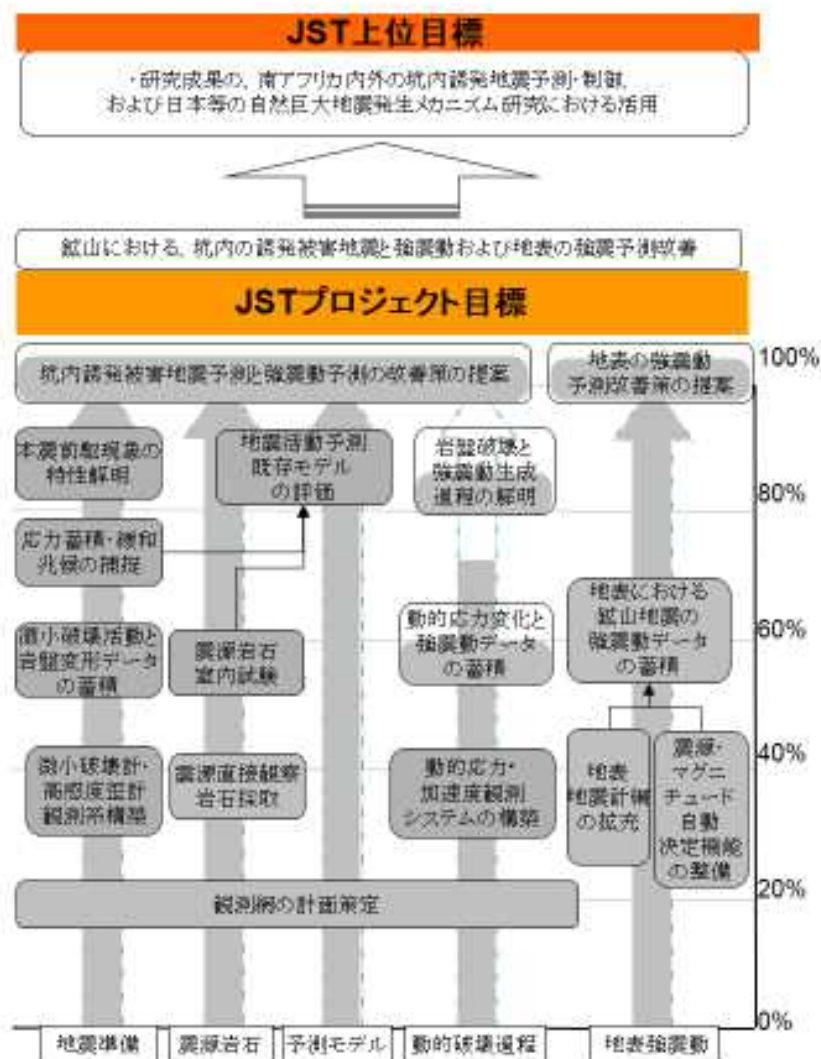 JST上位目標
・研究成果の、南アフリカ内外の坑内誘発地震予測・制御、
および日本等の自然巨大地震発生メカニズム研究における活用
鉱山における、坑内の誘発被害地震と強震動および地表の強震予測改善
JSTプロジェクト目標
坑内誘発被害地震予測と強震動予測の改善策の提案
地表の強震動
予測改善策の提案
100%
本震前駆現象の
特性解明
地震活動予測
既存モデル
の評価
岩盤破壊と
強震動生成
過程の解明
80%
応力蓄積・緩和
兆候の捕捉
微小破壊活動と
岩盤変形データ
の蓄積
震源岩石
室内試験
動的応力変化と
強震動データ
の蓄積
地表における
鉱山地震の
強震動データ
の蓄積
60%
微小破壊計・
高感度歪計
観測系構築
震源直接観察
岩石採取
動的応力・
加速度観測
システムの構築
地表
地震計網
の拡充
震源・
マグニ
チュード
自動
決定機能
の整備
40%
観測網の計画策定
20%
0%
地震準備
震源岩石
予測モデル
動的破壊過程
地表強震動